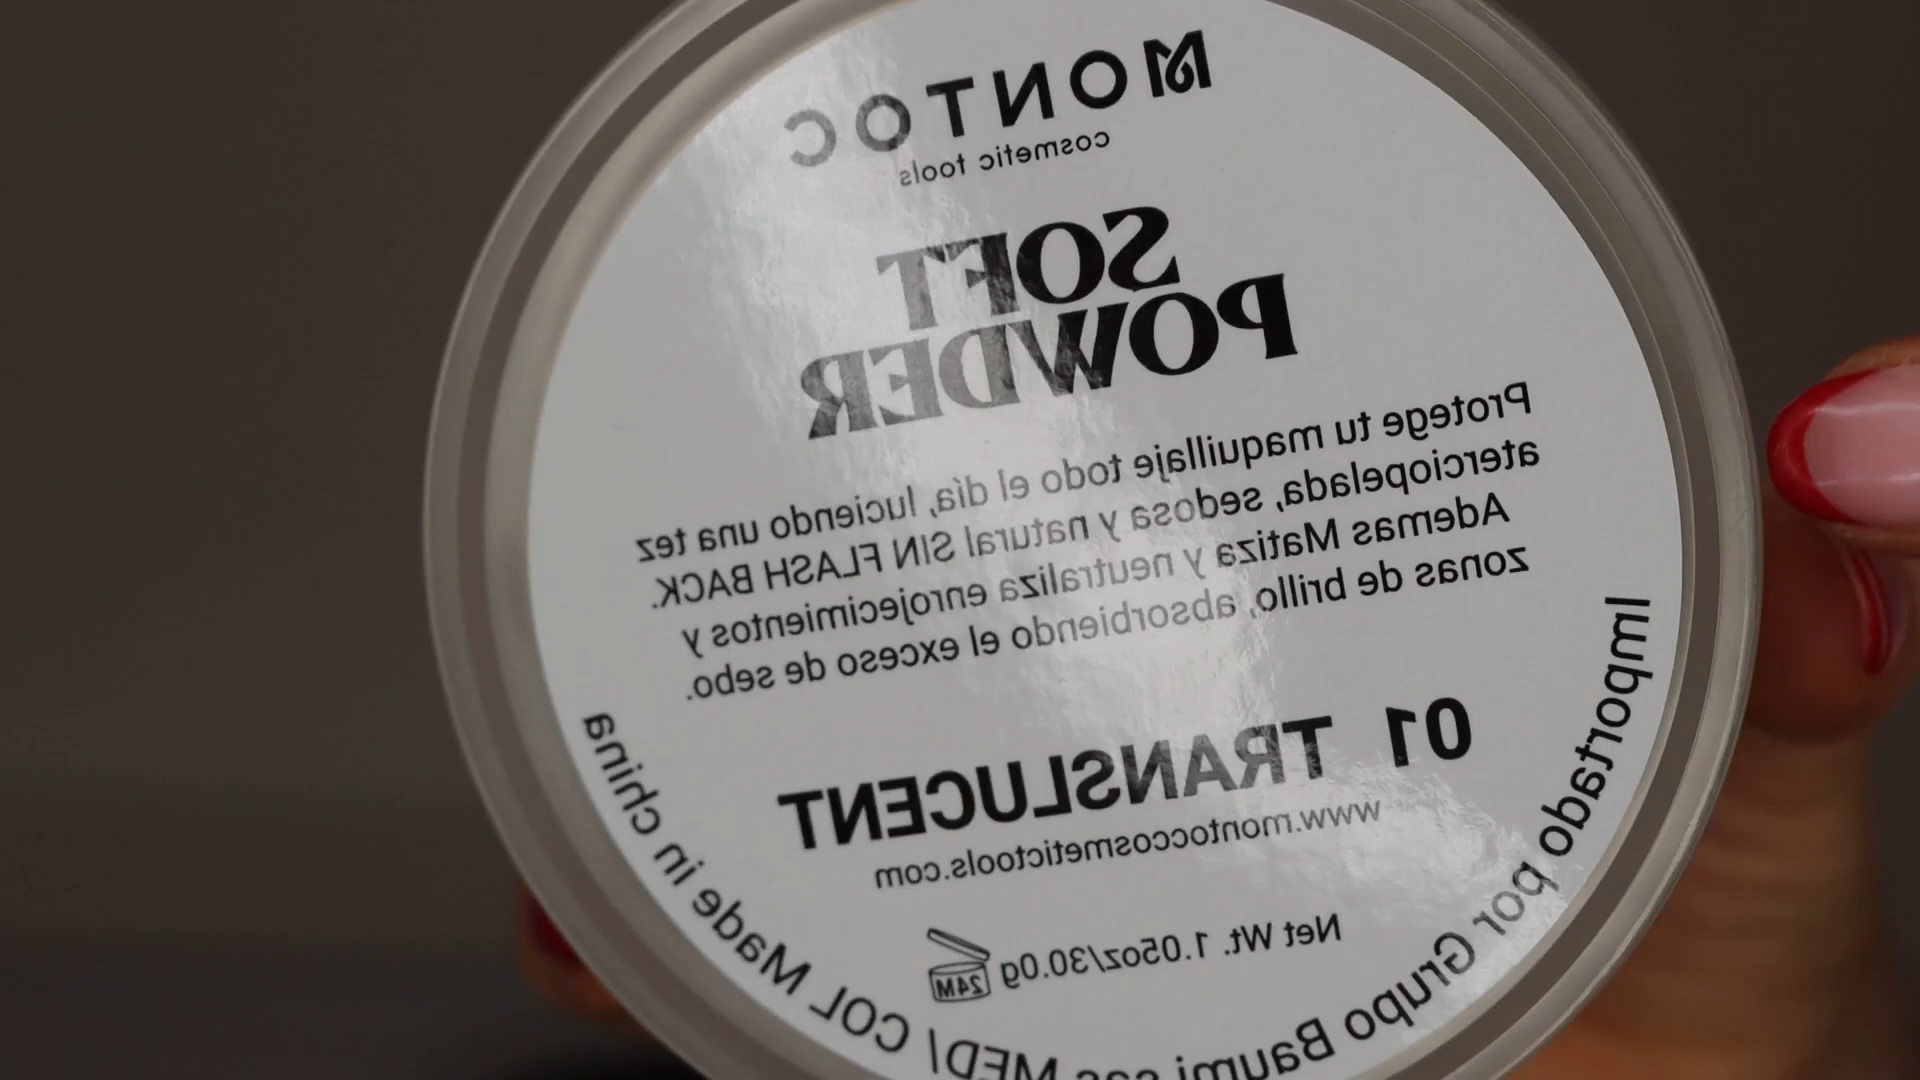 MONTOC
cosmetic tools
SOFT
POWDER
Protege tu maquillaje todo el día, luciendo una tez
aterciopelada, sedosa y natural SIN FLASH BACK.
Ademas Matiza y neutraliza enrojecimientos y
zonas de brillo, absorbiendo el exceso de sebo.
01 TRANSLUCENT
www.montoccosmetictools.com
Net Wt. 1.05oz/30.0g
24M
Importado por Grupo Baumi sas MED/ COL Made in china